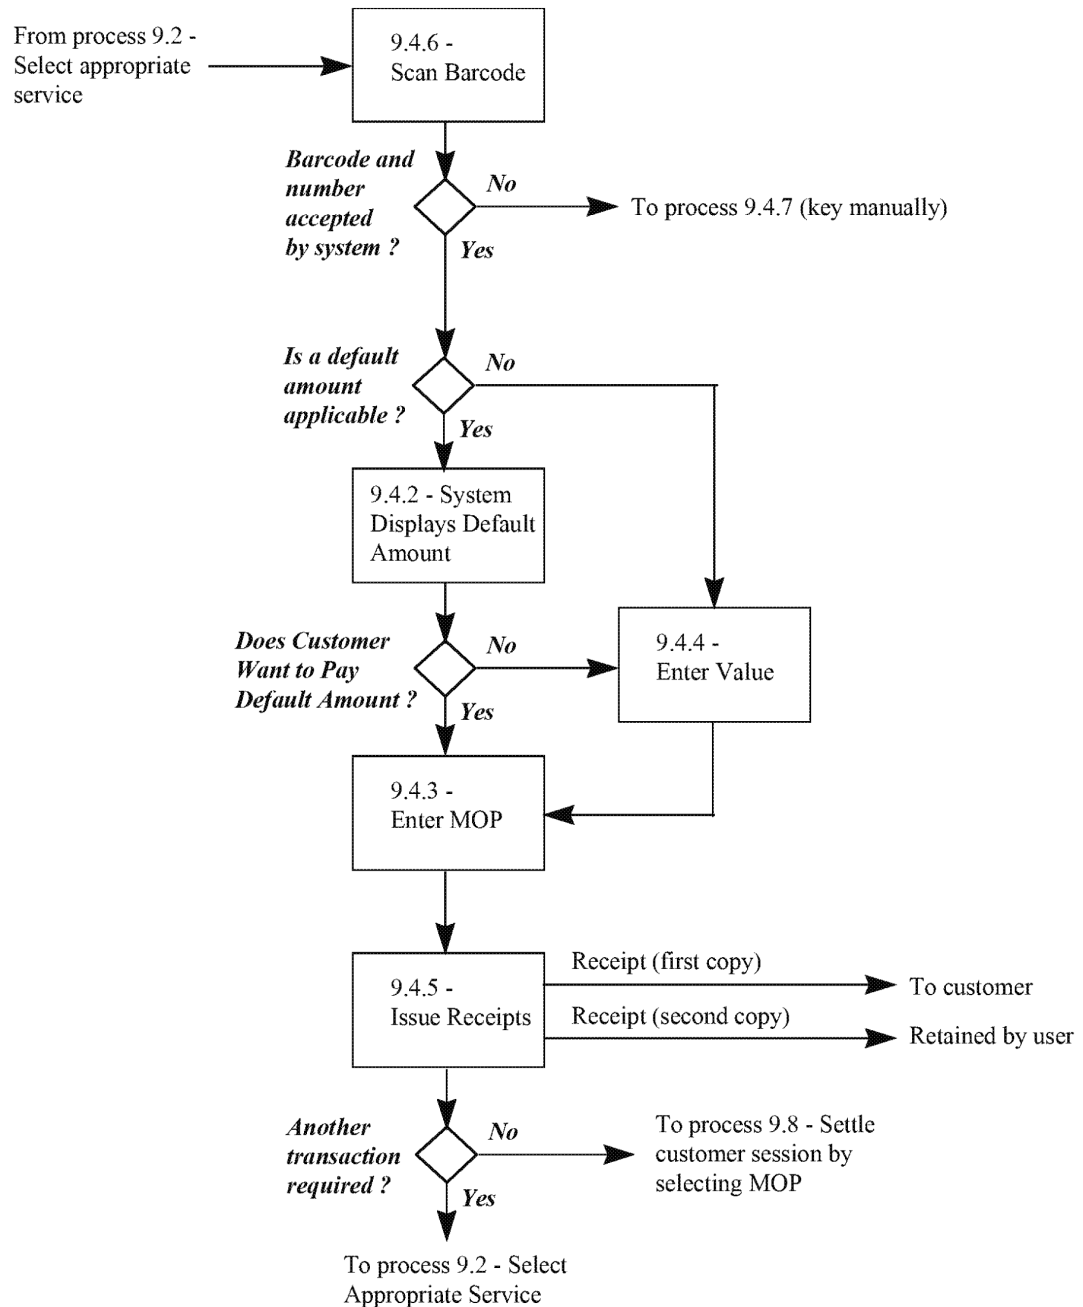 From process 9.2 -
Select appropriate
service
9.4.6 -
Scan Barcode
Barcode and
number
accepted
by system ?
No
To process 9.4.7 (key manually)
Yes
Is a default
amount
applicable ?
No
Yes
9.4.2 - System
Displays Default
Amount
Does Customer
Want to Pay
Default Amount ?
No
Yes
9.4.4 -
Enter Value
9.4.3 -
Enter MOP
9.4.5 -
Issue Receipts
Receipt (first copy)
To customer
Receipt (second copy)
Retained by user
Another
transaction
required ?
No
To process 9.8 - Settle
customer session by
selecting MOP
Yes
To process 9.2 - Select
Appropriate Service